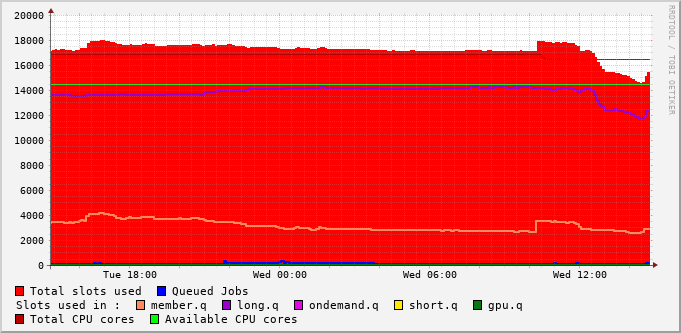 20000
18000
16000
14000
12000
10000
8000
6000
4000
2000
0
Tue 18:00 Wed 00:00 Wed 06:00 Wed 12:00
RRDTOOL / TOBI OETIKER
Total slots used Queued Jobs
Slots used in : member.q long.q ondemand.q short.q gpu.q
Total CPU cores Available CPU cores